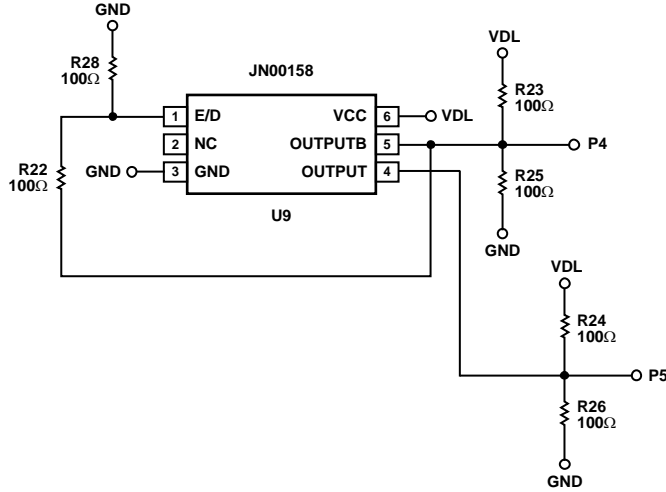 GND
R28
100Ω
JN00158
VDL
R23
100Ω
1 E/D
VCC 6
VDL
2 NC
OUTPUTB 5
P4
R22
100Ω
GND
3 GND
OUTPUT 4
R25
100Ω
U9
GND
VDL
R24
100Ω
P5
R26
100Ω
GND